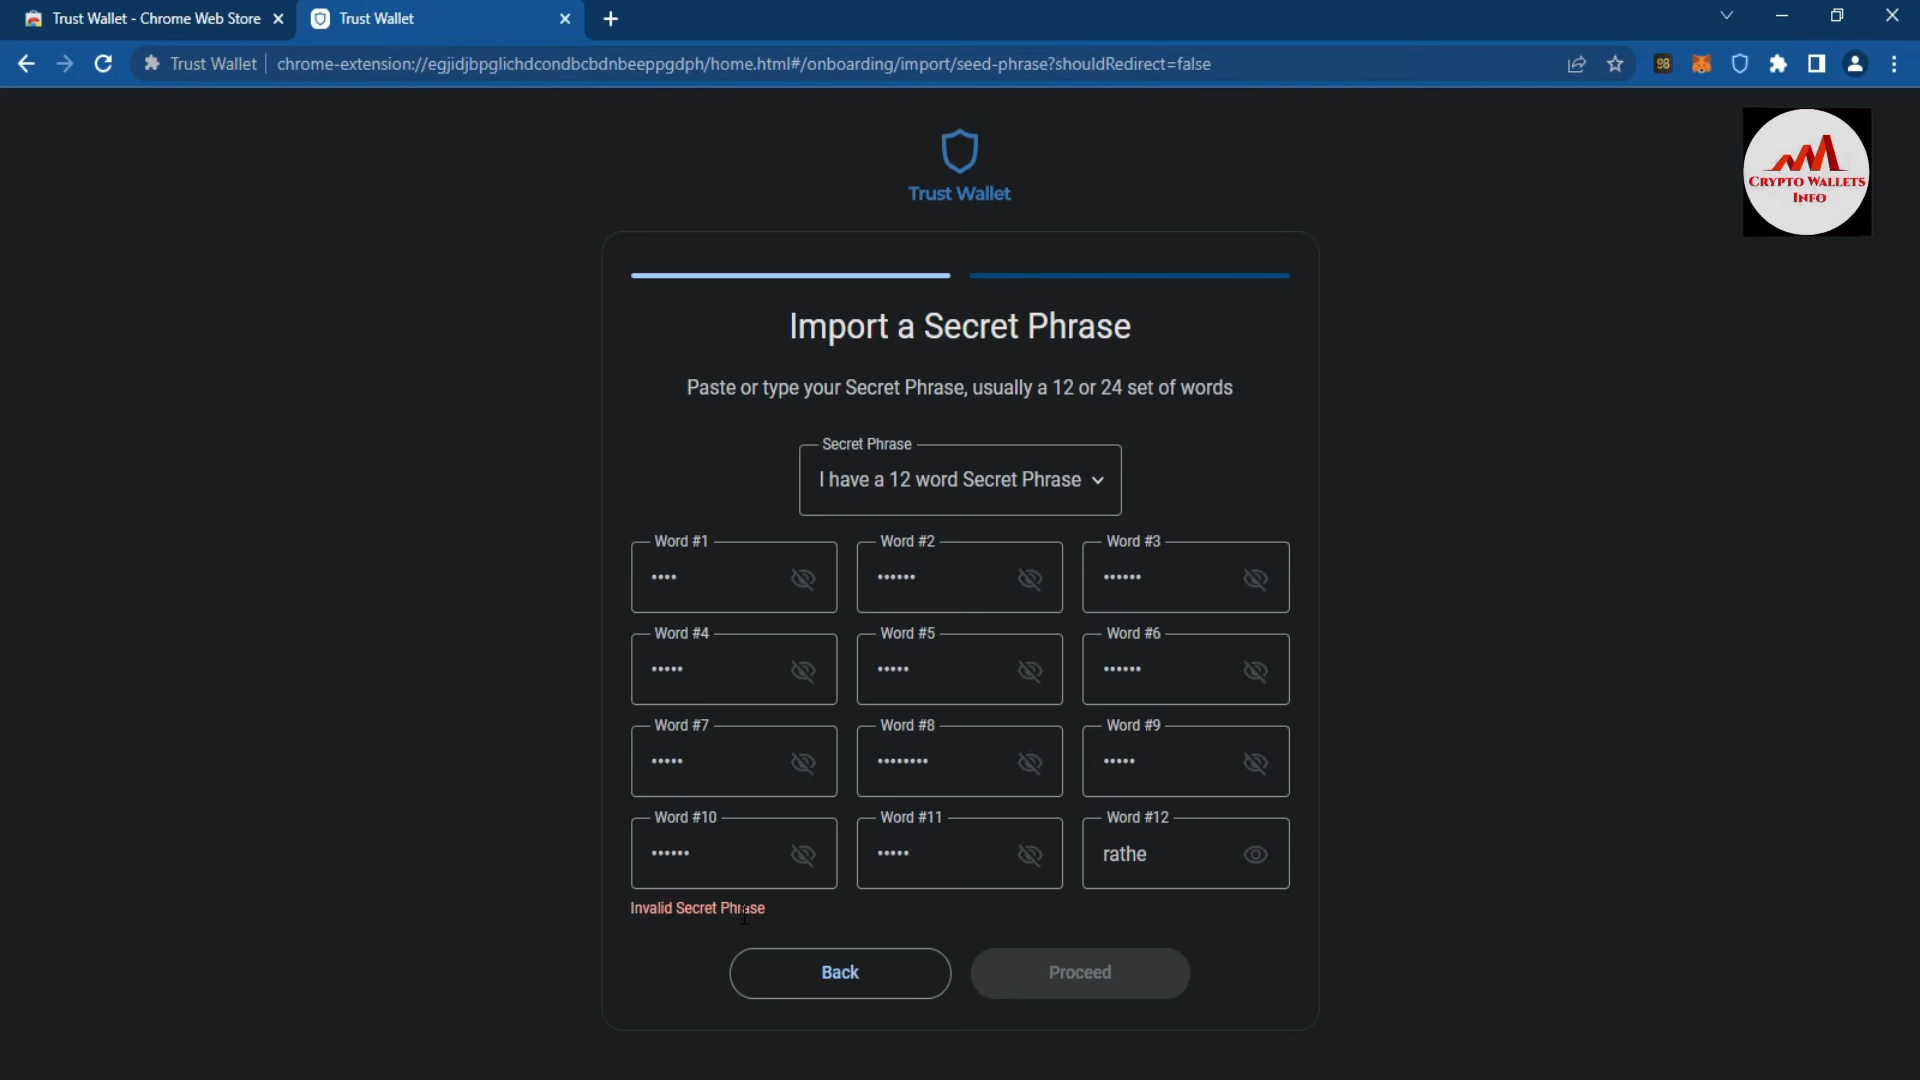 Trust Wallet - Chrome Web Store
Trust Wallet
Trust Wallet
chrome-extension://egjidjbpglichdcondbcbdnbeeppgdph/home.html#/onboarding/import/seed-phrase?shouldRedirect=false
98
Trust Wallet
CRYPTO WALLETS
INFO
Import a Secret Phrase
Paste or type your Secret Phrase, usually a 12 or 24 set of words
Secret Phrase
I have a 12 word Secret Phrase
Word #1
••••
Word #2
••••••
Word #3
••••••
Word #4
•••••
Word #5
•••••
Word #6
••••••
Word #7
•••••
Word #8
••••••••
Word #9
•••••
Word #10
••••••
Word #11
•••••
Word #12
rathe
Invalid Secret Phrase
Back
Proceed